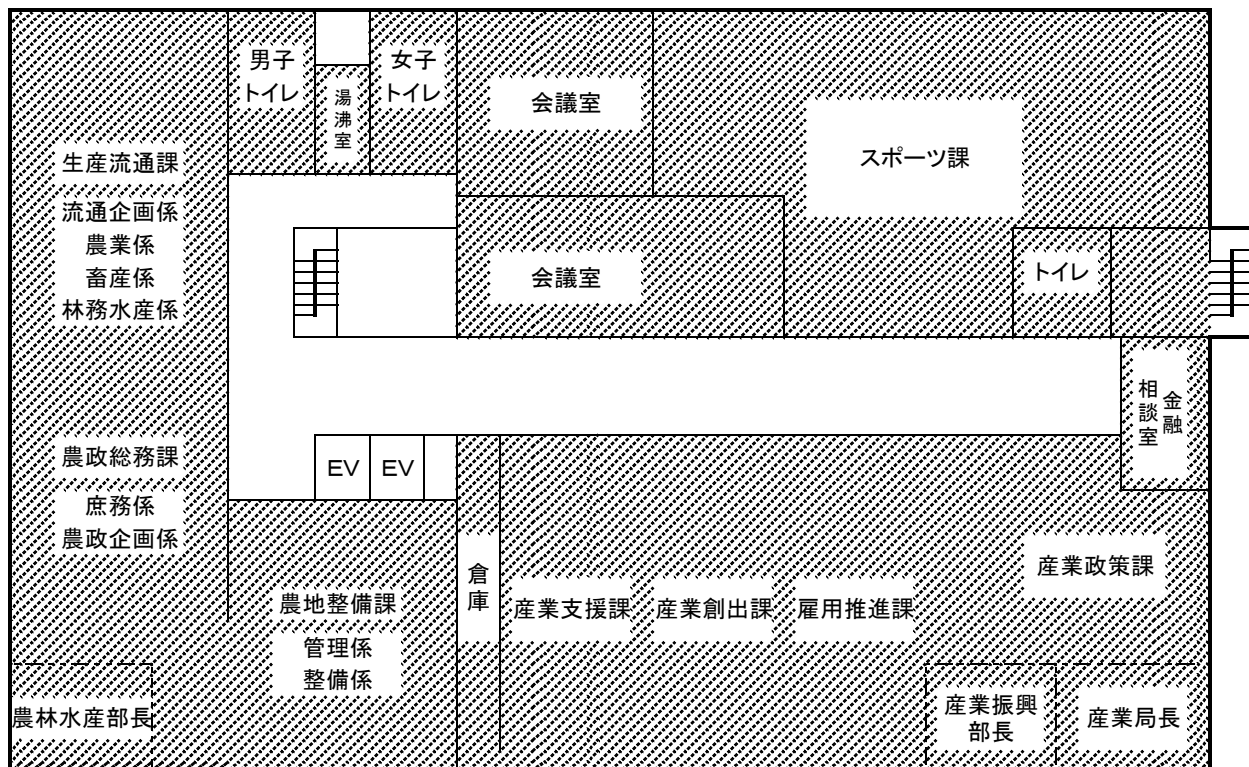 男子
トイレ
湯沸室
女子
トイレ
会議室
スポーツ課
生産流通課
流通企画係
農業係
畜産係
林務水産係
会議室
トイレ
金融
相談室
農政総務課
庶務係
農政企画係
EV
EV
倉庫
農地整備課
管理係
整備係
産業支援課
産業創出課
雇用推進課
産業政策課
農林水産部長
産業振興
部長
産業局長